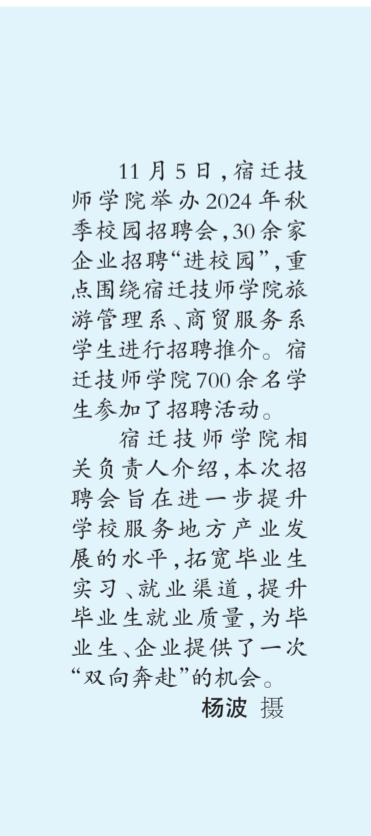 11月5日，宿迁技
师学院举办2024年秋
季校园招聘会，30余家
企业招聘“进校园”，重
点围绕宿迁技师学院旅
游管理系、商贸服务系
学生进行招聘推介。宿
迁技师学院700余名学
生参加了招聘活动。
宿迁技师学院相
关负责人介绍，本次招
聘会旨在进一步提升
学校服务地方产业发
展的水平，拓宽毕业生
实习、就业渠道，提升
毕业生就业质量，为毕
业生、企业提供了一次
“双向奔赴”的机会。
杨波 摄